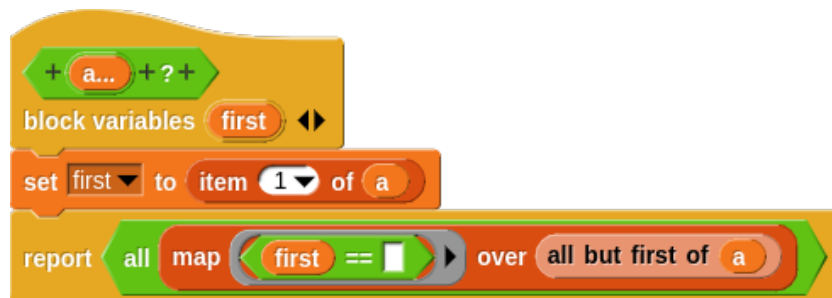 + a... + ? +
block variables first
set first to item 1 of a
report all map first == over all but first of a